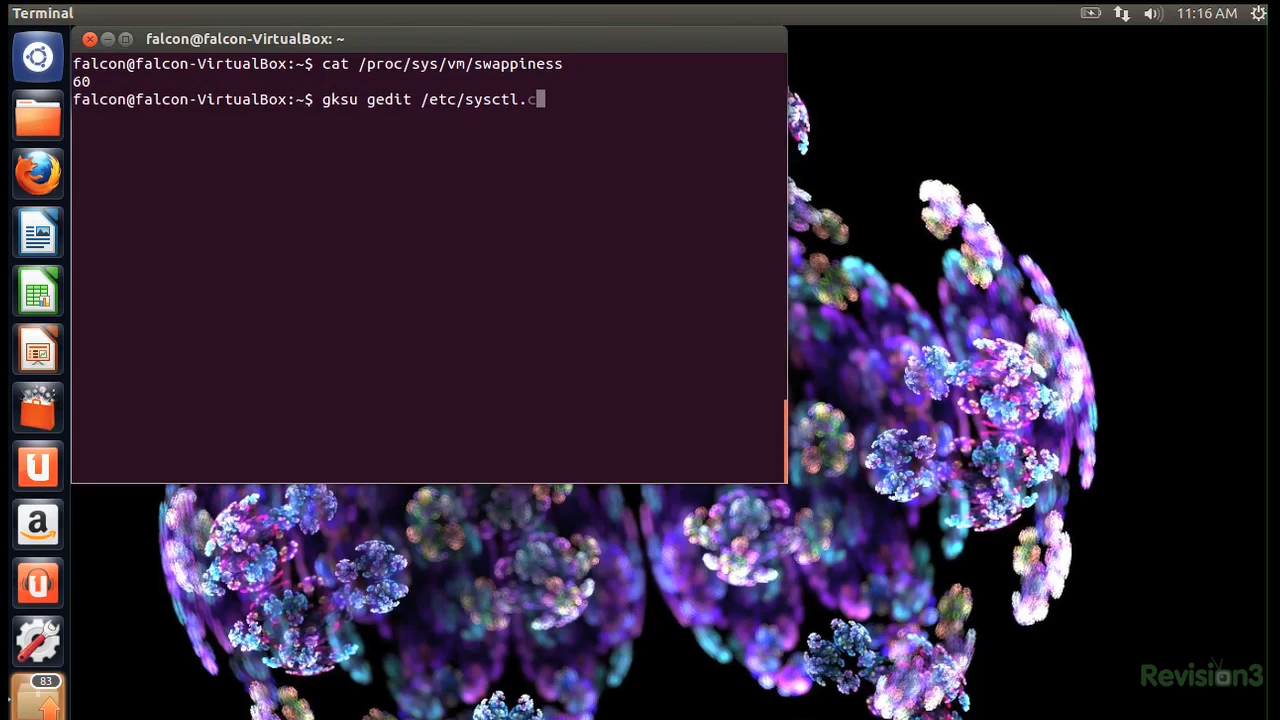 Terminal
11:16 AM
falcon@falcon-VirtualBox: ~
falcon@falcon-VirtualBox:~$ cat /proc/sys/vm/swappiness
60
falcon@falcon-VirtualBox:~$ gksu gedit /etc/sysctl.c
U
a
u
83
Revision3